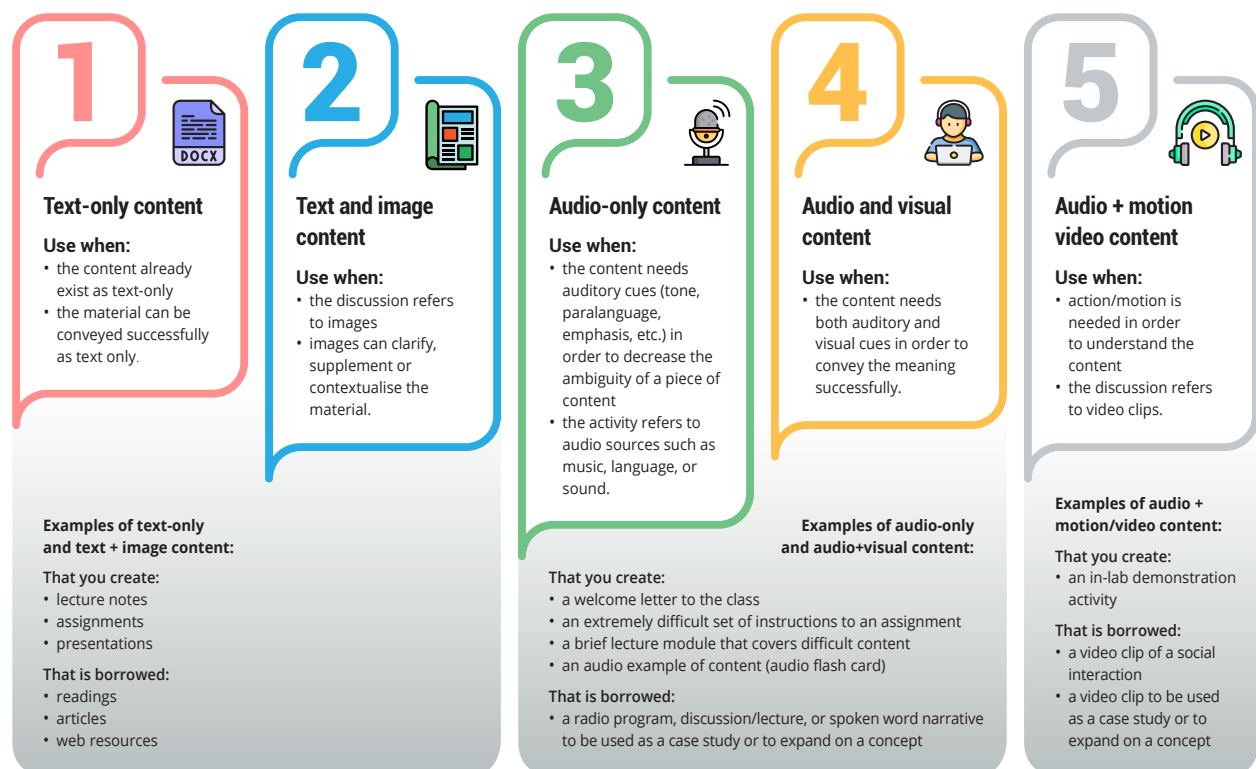 1
DOCX
Text-only content
Use when:
• the content already
exist as text-only
• the material can be
conveyed successfully
as text only.
2
Text and image
content
Use when:
• the discussion refers
to images
• images can clarify,
supplement or
contextualise the
material.
Examples of text-only
and text + image content:
That you create:
• lecture notes
• assignments
• presentations
That is borrowed:
• readings
• articles
• web resources
3
Audio-only content
Use when:
• the content needs
auditory cues (tone,
paralanguage,
emphasis, etc.) in
order to decrease the
ambiguity of a piece of
content
• the activity refers to
audio sources such as
music, language, or
sound.
4
Audio and visual
content
Use when:
• the content needs
both auditory and
visual cues in order to
convey the meaning
successfully.
Examples of audio-only
and audio+visual content:
That you create:
• a welcome letter to the class
• an extremely difficult set of instructions to an assignment
• a brief lecture module that covers difficult content
• an audio example of content (audio flash card)
That is borrowed:
• a radio program, discussion/lecture, or spoken word narrative
to be used as a case study or to expand on a concept
5
Audio + motion
video content
Use when:
• action/motion is
needed in order
to understand the
content
• the discussion refers
to video clips.
Examples of audio +
motion/video content:
That you create:
• an in-lab demonstration
activity
That is borrowed:
• a video clip of a social
interaction
• a video clip to be used
as a case study or to
expand on a concept